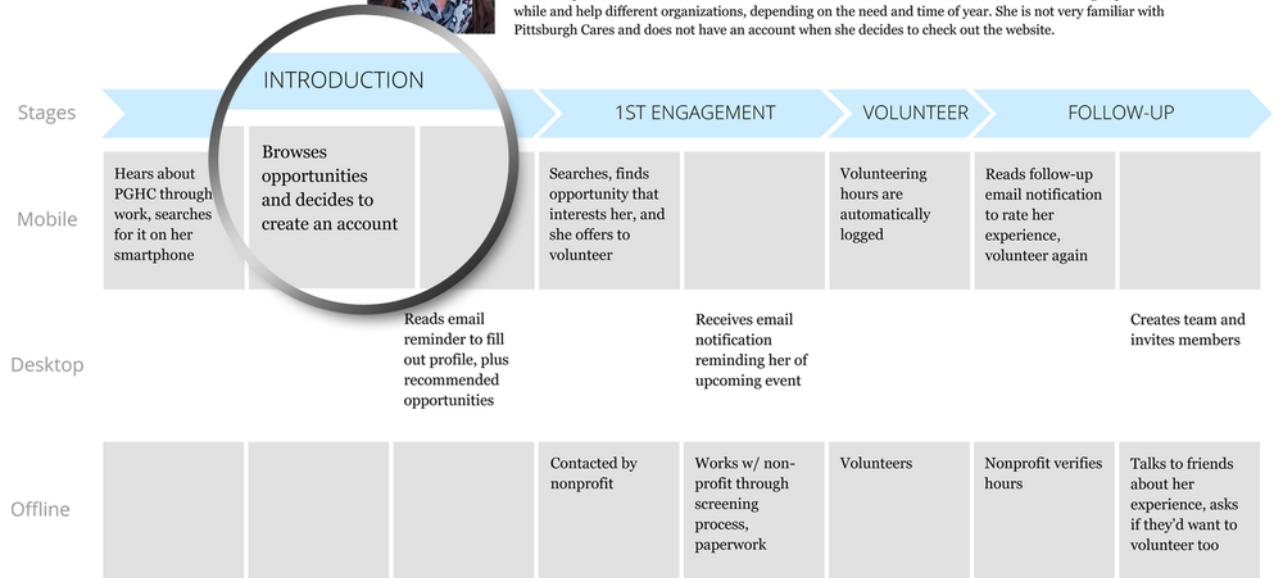 while and help different organizations, depending on the need and time of year. She is not very familiar with
Pittsburgh Cares and does not have an account when she decides to check out the website.
INTRODUCTION
Stages
1ST ENGAGEMENT
VOLUNTEER
FOLLOW-UP
Mobile
Hears about
PGHC through
work, searches
for it on her
smartphone
Browses
opportunities
and decides to
create an account
Searches, finds
opportunity that
interests her, and
she offers to
volunteer
Volunteering
hours are
automatically
logged
Reads follow-up
email notification
to rate her
experience,
volunteer again
Desktop
Reads email
reminder to fill
out profile, plus
recommended
opportunities
Receives email
notification
reminding her of
upcoming event
Creates team and
invites members
Offline
Contacted by
nonprofit
Works w/ non-
profit through
screening
process,
paperwork
Volunteers
Nonprofit verifies
hours
Talks to friends
about her
experience, asks
if they'd want to
volunteer too